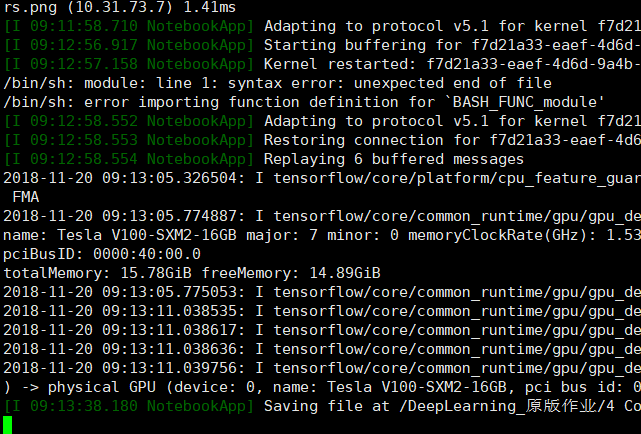 rs.png (10.31.73.7) 1.41ms
[I 09:11:58.710 NotebookApp] Adapting to protocol v5.1 for kernel f7d21
[I 09:12:56.917 NotebookApp] Starting buffering for f7d21a33-eaef-4d6d-
[I 09:12:57.158 NotebookApp] Kernel restarted: f7d21a33-eaef-4d6d-9a4b-
/bin/sh: module: line 1: syntax error: unexpected end of file
/bin/sh: error importing function definition for `BASH_FUNC_module'
[I 09:12:58.552 NotebookApp] Adapting to protocol v5.1 for kernel f7d21
[I 09:12:58.553 NotebookApp] Restoring connection for f7d21a33-eaef-4d6
[I 09:12:58.554 NotebookApp] Replaying 6 buffered messages
2018-11-20 09:13:05.326504: I tensorflow/core/platform/cpu_feature_guar
FMA
2018-11-20 09:13:05.774887: I tensorflow/core/common_runtime/gpu/gpu_de
name: Tesla V100-SXM2-16GB major: 7 minor: 0 memoryClockRate(GHz): 1.53
pciBusID: 0000:40:00.0
totalMemory: 15.78GiB freeMemory: 14.89GiB
2018-11-20 09:13:05.775053: I tensorflow/core/common_runtime/gpu/gpu_de
2018-11-20 09:13:11.038535: I tensorflow/core/common_runtime/gpu/gpu_de
2018-11-20 09:13:11.038617: I tensorflow/core/common_runtime/gpu/gpu_de
2018-11-20 09:13:11.038636: I tensorflow/core/common_runtime/gpu/gpu_de
2018-11-20 09:13:11.039756: I tensorflow/core/common_runtime/gpu/gpu_de
) -> physical GPU (device: 0, name: Tesla V100-SXM2-16GB, pci bus id: 0
[I 09:13:38.180 NotebookApp] Saving file at /DeepLearning_原版作业/4 Co